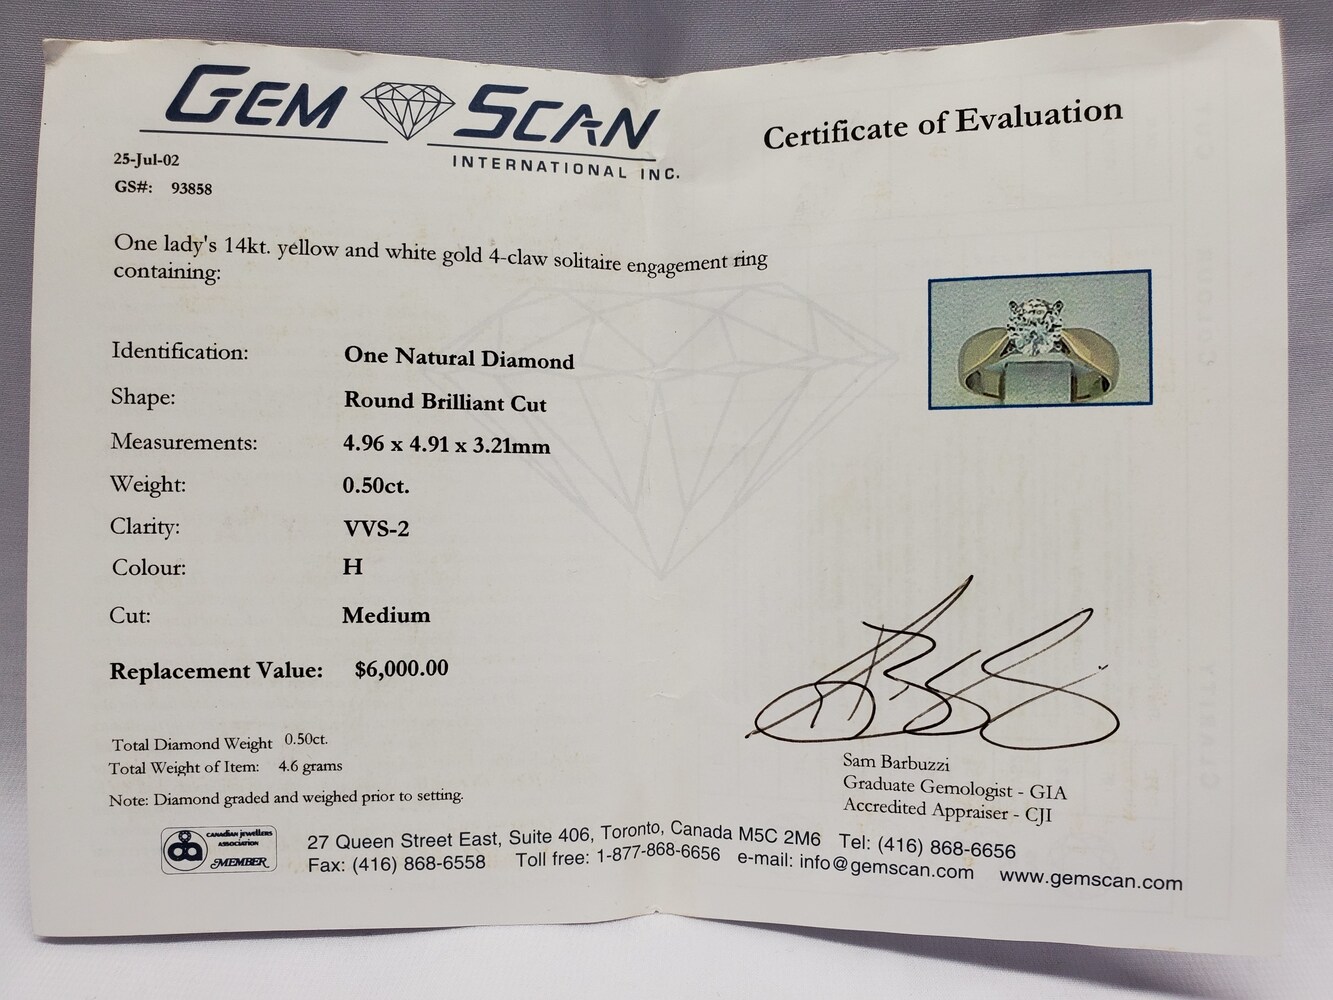 GEM SCAN
INTERNATIONAL INC.
Certificate of Evaluation
25-Jul-02
GS#: 93858
One lady's 14kt. yellow and white gold 4-claw solitaire engagement ring
containing:
Identification: One Natural Diamond
Shape: Round Brilliant Cut
Measurements: 4.96 x 4.91 x 3.21mm
Weight: 0.50ct.
Clarity: VVS-2
Colour: H
Cut: Medium
Replacement Value: $6,000.00
Total Diamond Weight 0.50ct.
Total Weight of Item: 4.6 grams
Note: Diamond graded and weighed prior to setting.
Sam Barbuzzi
Graduate Gemologist - GIA
Accredited Appraiser - CJI
CANADIAN JEWELLERS
ASSOCIATION
MEMBER
27 Queen Street East, Suite 406, Toronto, Canada M5C 2M6 Tel: (416) 868-6656
Fax: (416) 868-6558 Toll free: 1-877-868-6656 e-mail: info@gemscan.com www.gemscan.com